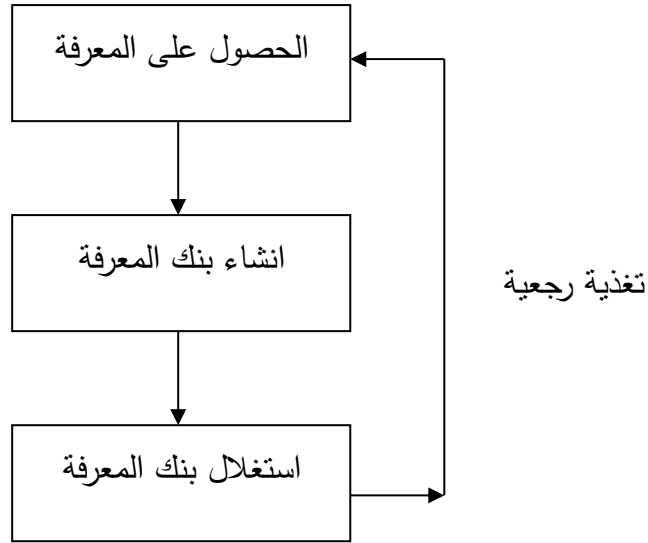 الحصول على المعرفة
انشاء بنك المعرفة
تغذية رجعية
استغلال بنك المعرفة